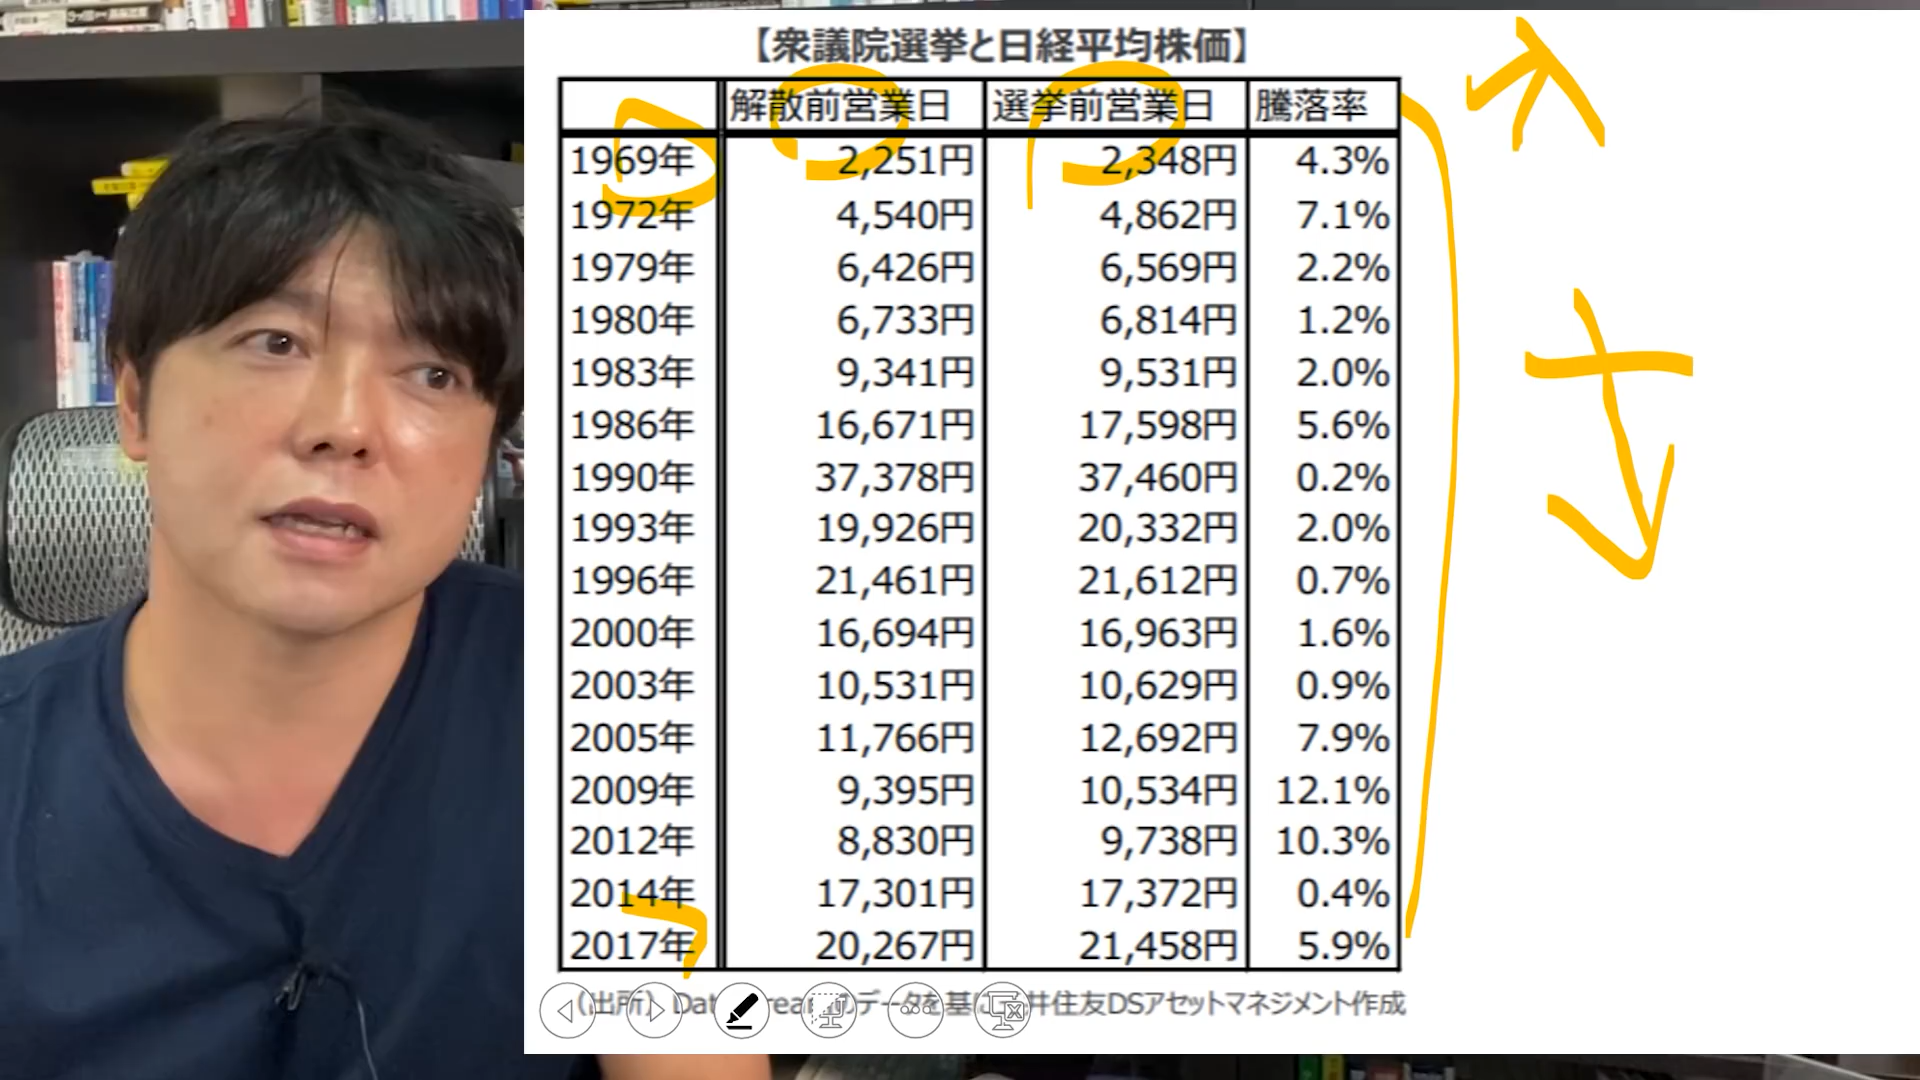 【衆議院選挙と日経平均株価】
解散前営業日 選挙前営業日 騰落率
1969年 2,251円 2,348円 4.3%
1972年 4,540円 4,862円 7.1%
1979年 6,426円 6,569円 2.2%
1980年 6,733円 6,814円 1.2%
1983年 9,341円 9,531円 2.0%
1986年 16,671円 17,598円 5.6%
1990年 37,378円 37,460円 0.2%
1993年 19,926円 20,332円 2.0%
1996年 21,461円 21,612円 0.7%
2000年 16,694円 16,963円 1.6%
2003年 10,531円 10,629円 0.9%
2005年 11,766円 12,692円 7.9%
2009年 9,395円 10,534円 12.1%
2012年 8,830円 9,738円 10.3%
2014年 17,301円 17,372円 0.4%
2017年 20,267円 21,458円 5.9%
（出所） のデータを基に 井住友DSアセットマネジメント作成